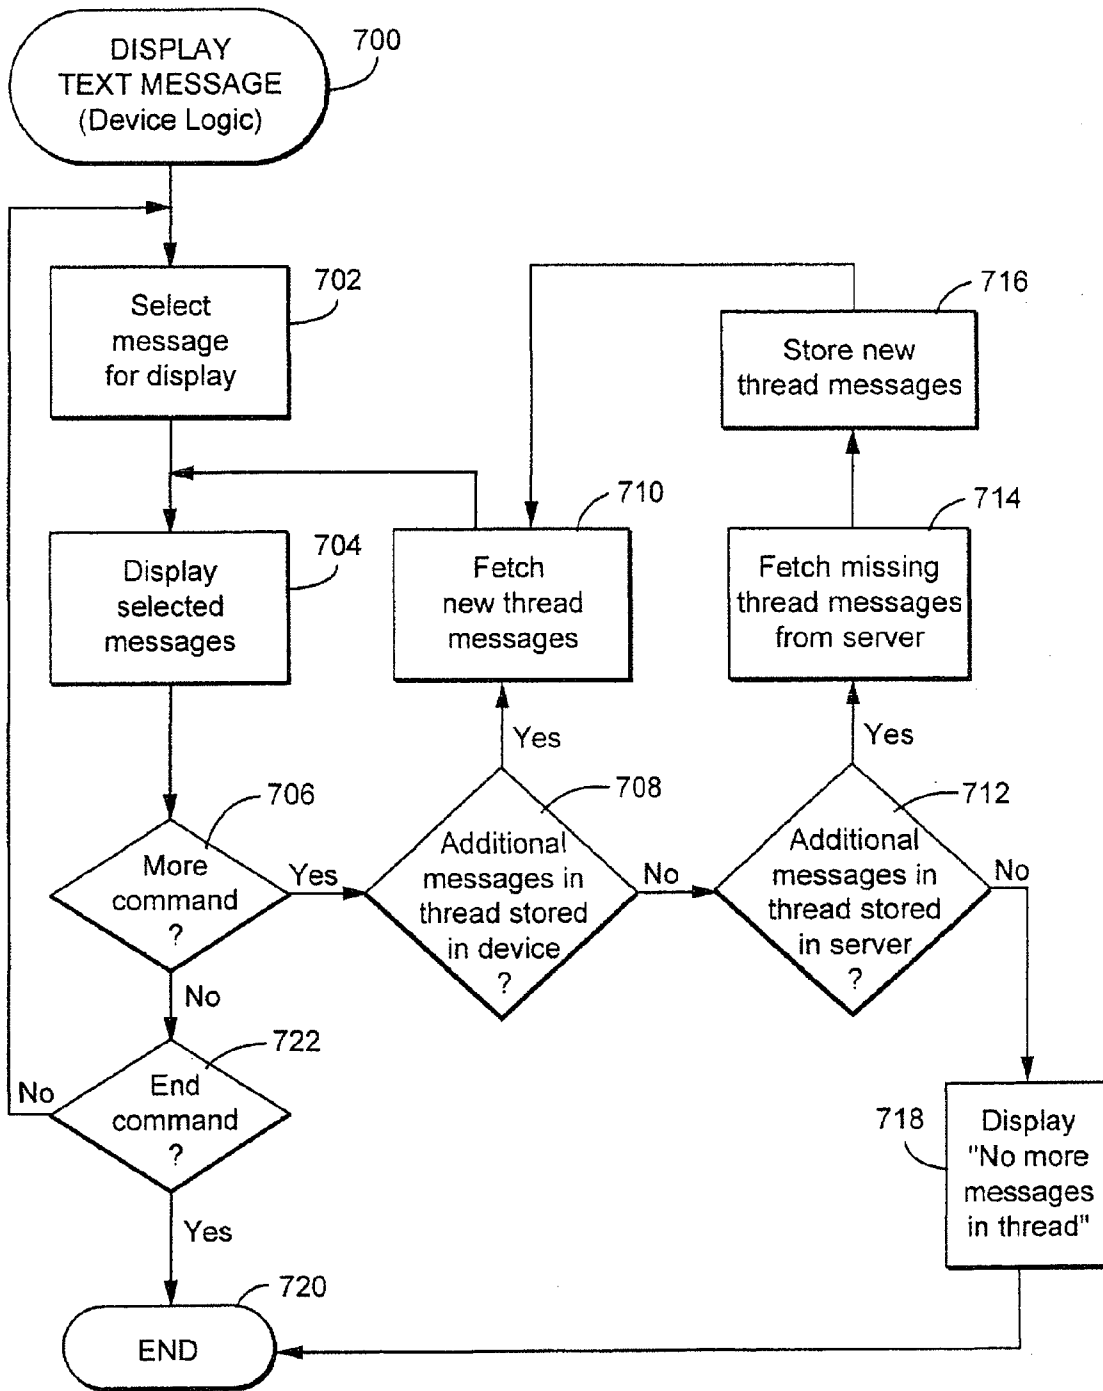 DISPLAY
TEXT MESSAGE
(Device Logic)
700
Select
message
for display
702
Display
selected
messages
704
More
command
?
706
Yes
No
End
command
?
722
No
Yes
END
720
Additional
messages in
thread stored
in device
?
708
Yes
No
Fetch
new thread
messages
710
Additional
messages in
thread stored
in server
?
712
Yes
No
Fetch missing
thread messages
from server
714
Store new
thread messages
716
Display
"No more
messages
in thread"
718